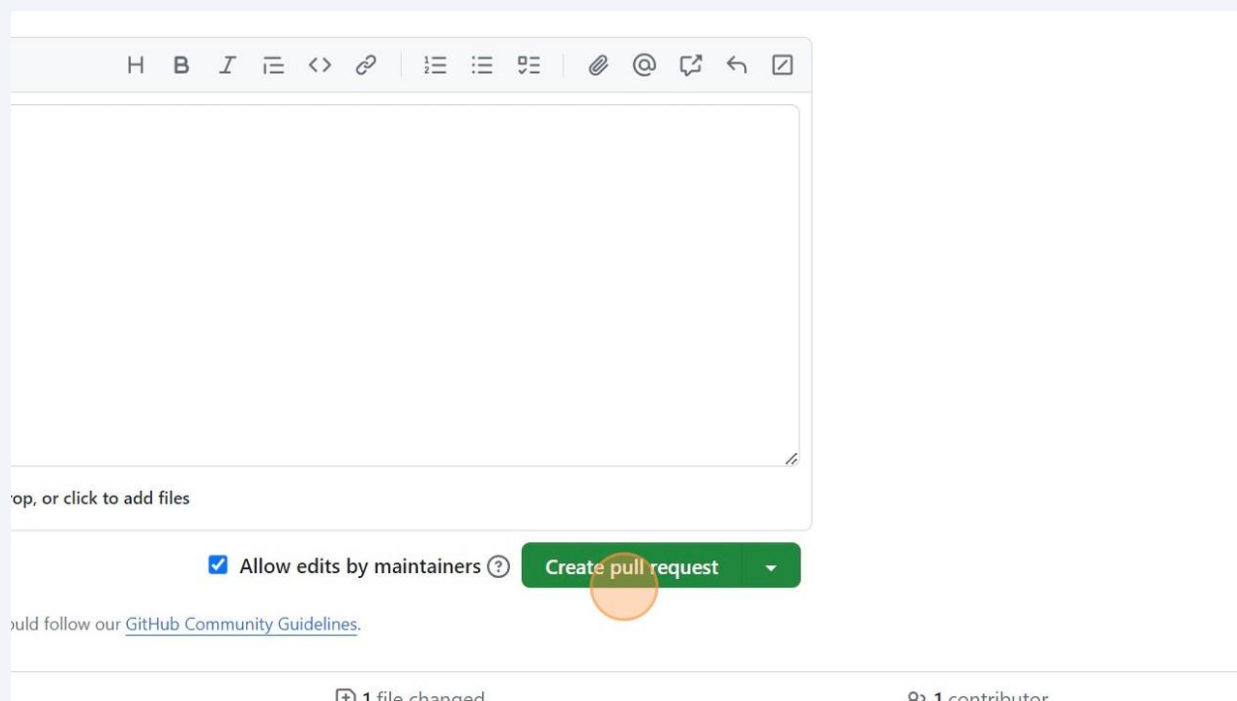 op, or click to add files
Allow edits by maintainers
Create pull request
ould follow our GitHub Community Guidelines.
1 file changed
1 contributor